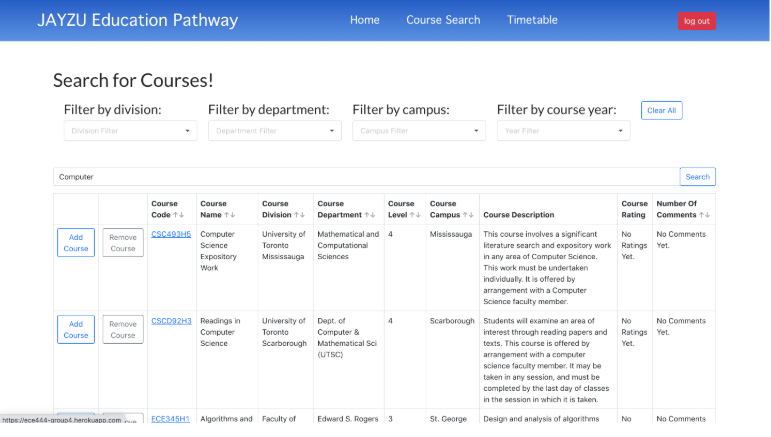 JAYZU Education Pathway
Home Course Search Timetable
log out
Search for Courses!
Filter by division: Filter by department: Filter by campus: Filter by course year:
Clear All
Division Filter Department Filter Campus Filter Year Filter
Computer
Search
Course Code ↑↓
Course Name ↑↓
Course Division ↑↓
Course Department ↑↓
Course Level ↑↓
Course Campus ↑↓
Course Description
Course Rating
Number Of Comments ↑↓
Add
Course
Remove
Course
CSC493H5
Computer
Science
Expository
Work
University of
Toronto
Mississauga
Mathematical and
Computational
Sciences
4
Mississauga
This course involves a significant
literature search and expository work
in any area of Computer Science.
This work must be undertaken
individually. It is offered by
arrangement with a Computer
Science faculty member.
No
Ratings
Yet.
No Comments
Yet.
Add
Course
Remove
Course
CSCD92H3
Readings in
Computer
Science
University of
Toronto
Scarborough
Dept. of
Computer &
Mathematical Sci
(UTSC)
4
Scarborough
Students will examine an area of
interest through reading papers and
texts. This course is offered by
arrangement with a computer
science faculty member. It may be
taken in any session, and must be
completed by the last day of classes
in the session in which it is taken.
No
Ratings
Yet.
No Comments
Yet.
ECE345H1
Algorithms and
Faculty of
Edward S. Rogers
3
St. George
Design and analysis of algorithms
No
No Comments
https://ece444-group4.herokuapp.com